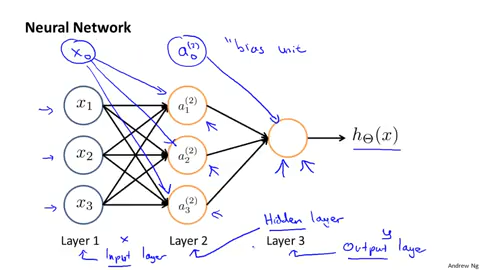 Neural Network
x₀ a₀⁽²⁾ "bias unit
x₁ a₁⁽²⁾
x₂ a₂⁽²⁾ h_Θ(x)
x₃ a₃⁽²⁾
Hidden layer
Layer 1 Layer 2 Layer 3
x y
Input layer Output layer
Andrew Ng